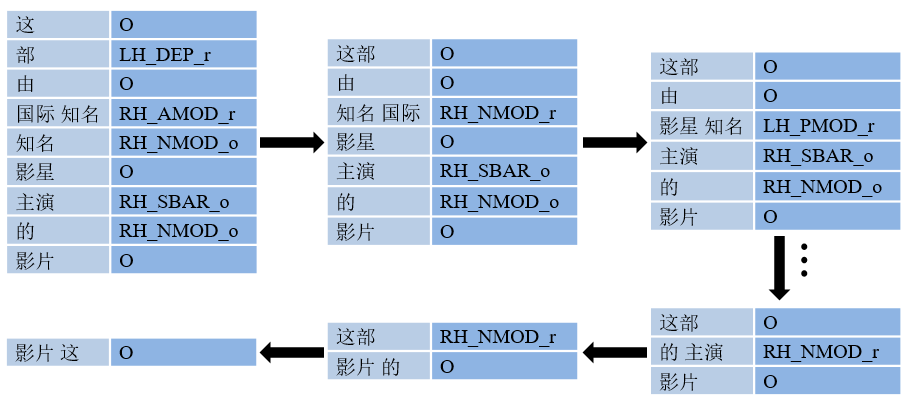 这 O
部 LH_DEP_r
由 O
国际 知名 RH_AMOD_r
知名 RH_NMOD_o
影星 O
主演 RH_SBAR_o
的 RH_NMOD_o
影片 O
这部 O
由 O
知名 国际 RH_NMOD_r
影星 O
主演 RH_SBAR_o
的 RH_NMOD_o
影片 O
这部 O
由 O
影星 知名 LH_PMOD_r
主演 RH_SBAR_o
的 RH_NMOD_o
影片 O
这部 O
的 主演 RH_NMOD_r
影片 O
这部 RH_NMOD_r
影片 的 O
影片 这 O